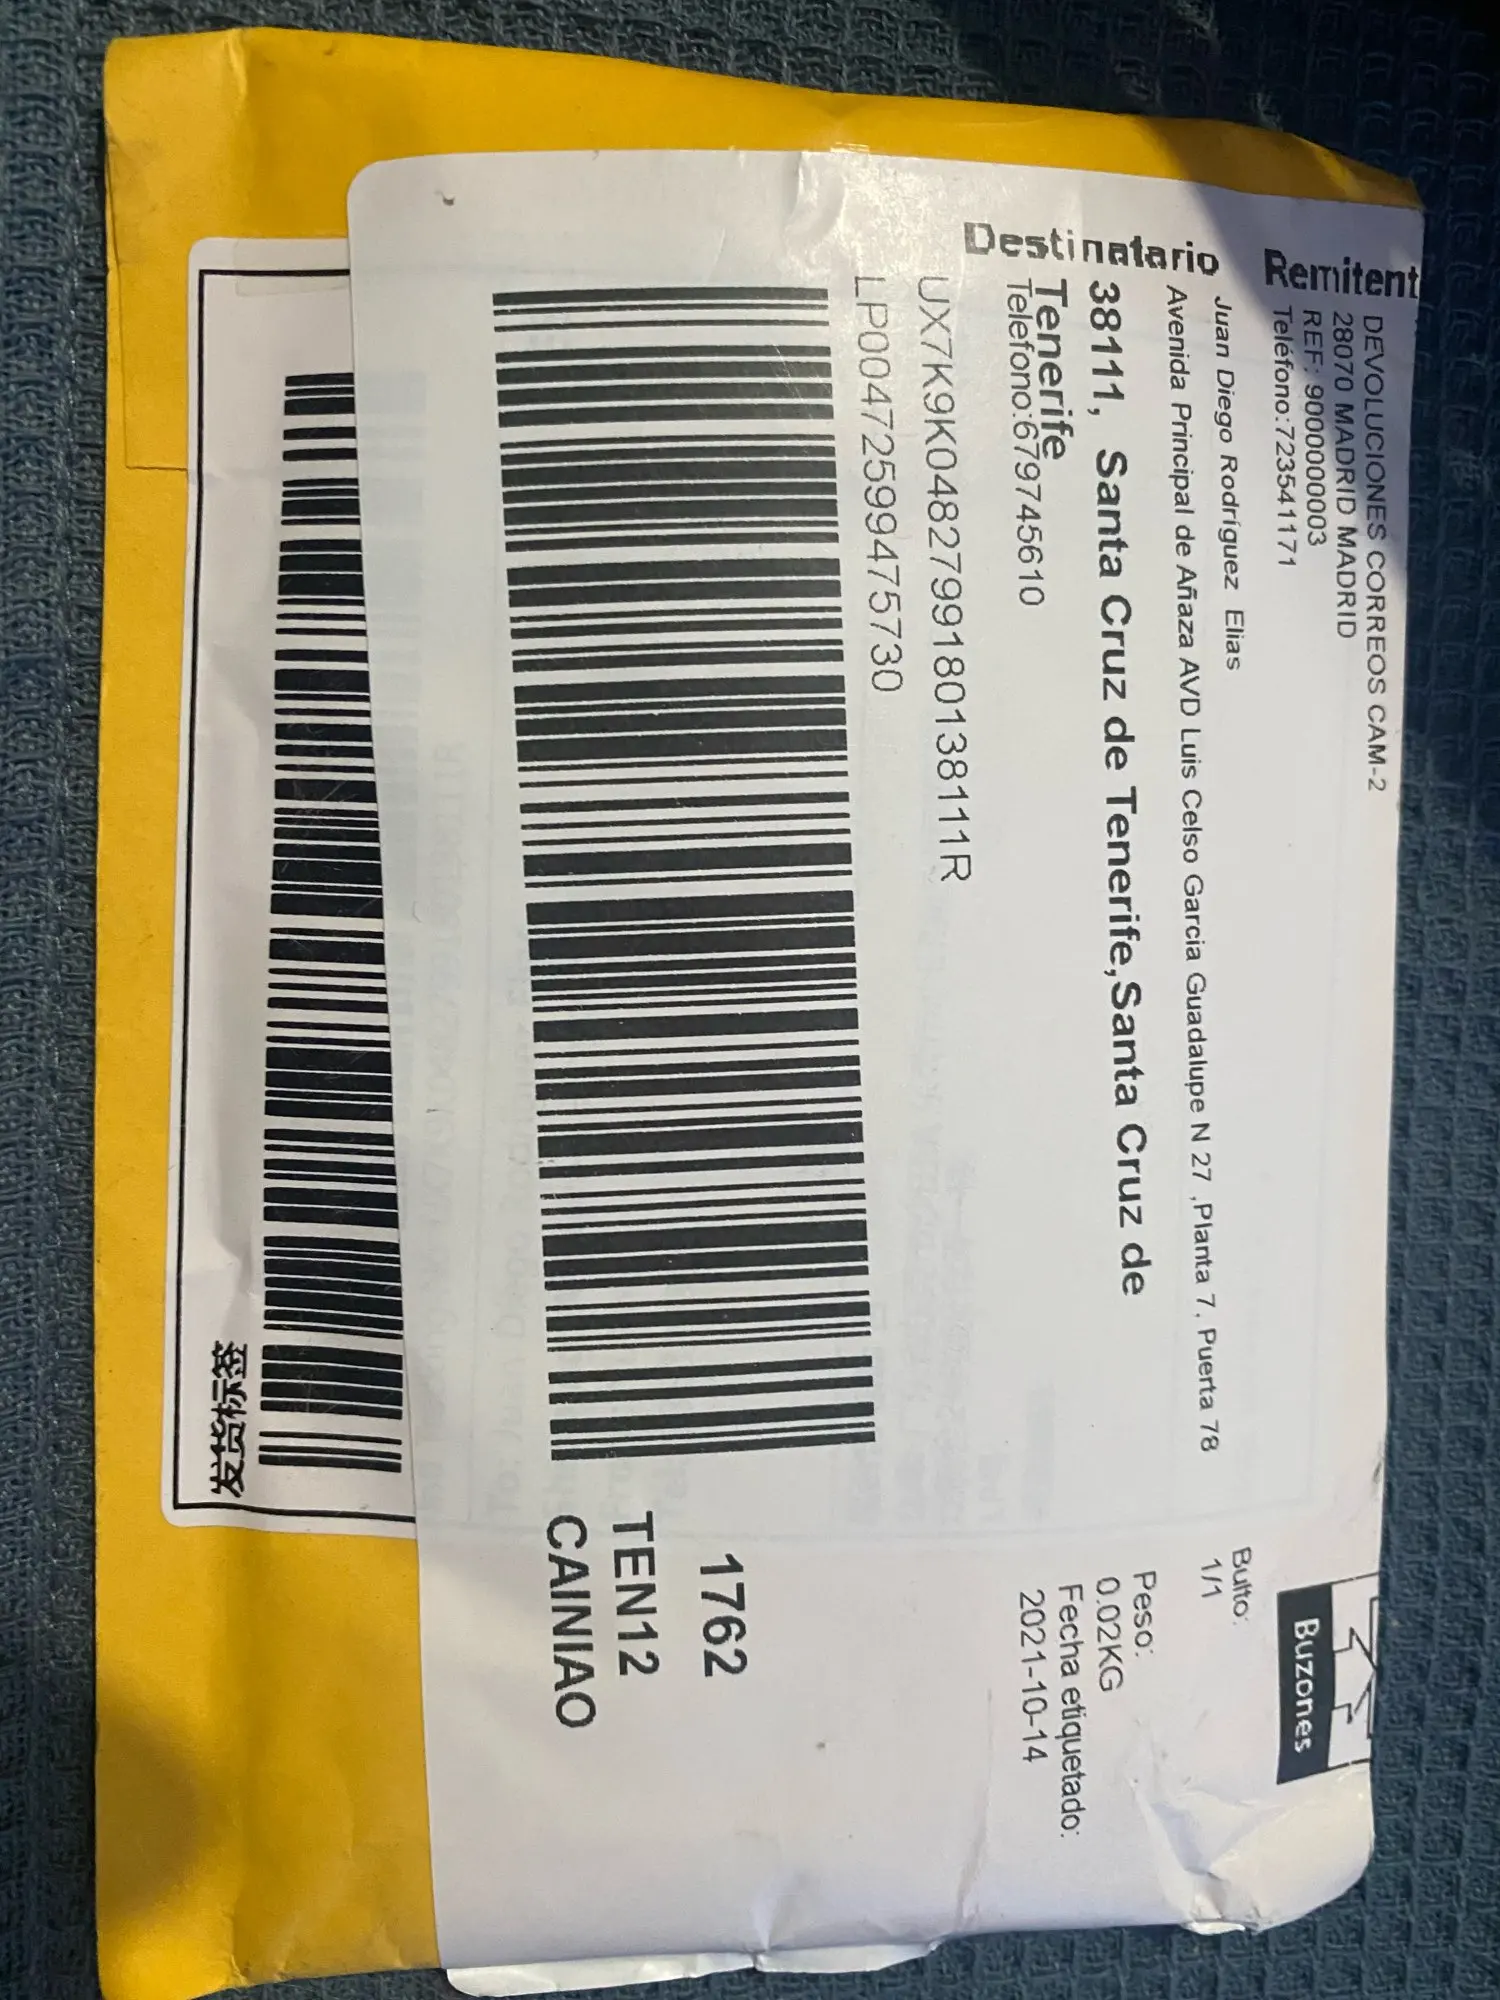 Remitent
DEVOLUCIONES CORREOS CAM-2
28070 MADRID MADRID
REF: 9000000003
Teléfono:723541171
Buzones
Destinatario
Juan Diego Rodríguez Elias
Avenida Principal de Añaza AVD Luis Celso Garcia Guadalupe N 27 ,Planta 7. Puerta 78
38111, Santa Cruz de Tenerife,Santa Cruz de
Tenerife
Telefono:679745610
Bulto:
1/1
Peso:
0.02KG
Fecha etiquetado:
2021-10-14
UX7K9K0482799180138111R
LP00472599475730
1762
TEN12
CAINIAO
发货标签